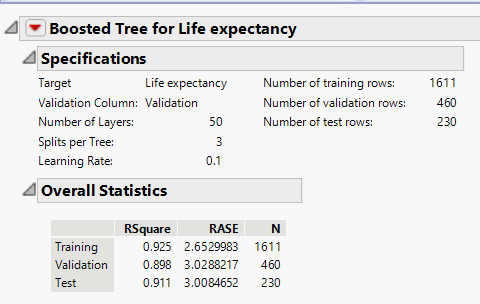 Boosted Tree for Life expectancy
Specifications
Target Life expectancy Number of training rows: 1611
Validation Column: Validation Number of validation rows: 460
Number of Layers: 50 Number of test rows: 230
Splits per Tree: 3
Learning Rate: 0.1
Overall Statistics
RSquare RASE N
Training 0.925 2.6529983 1611
Validation 0.898 3.0288217 460
Test 0.911 3.0084652 230